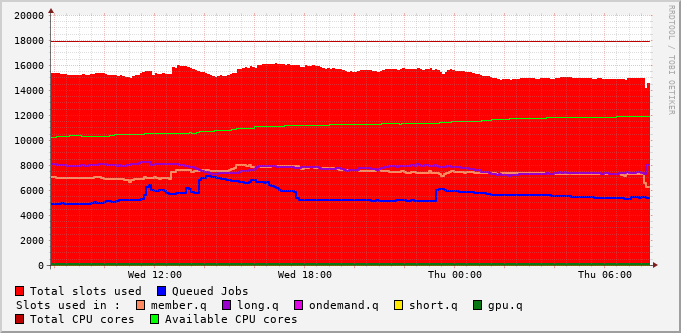 20000
18000
16000
14000
12000
10000
8000
6000
4000
2000
0
Wed 12:00 Wed 18:00 Thu 00:00 Thu 06:00
Total slots used Queued Jobs
Slots used in : member.q long.q ondemand.q short.q gpu.q
Total CPU cores Available CPU cores
RRDTOOL / TOBI OETIKER